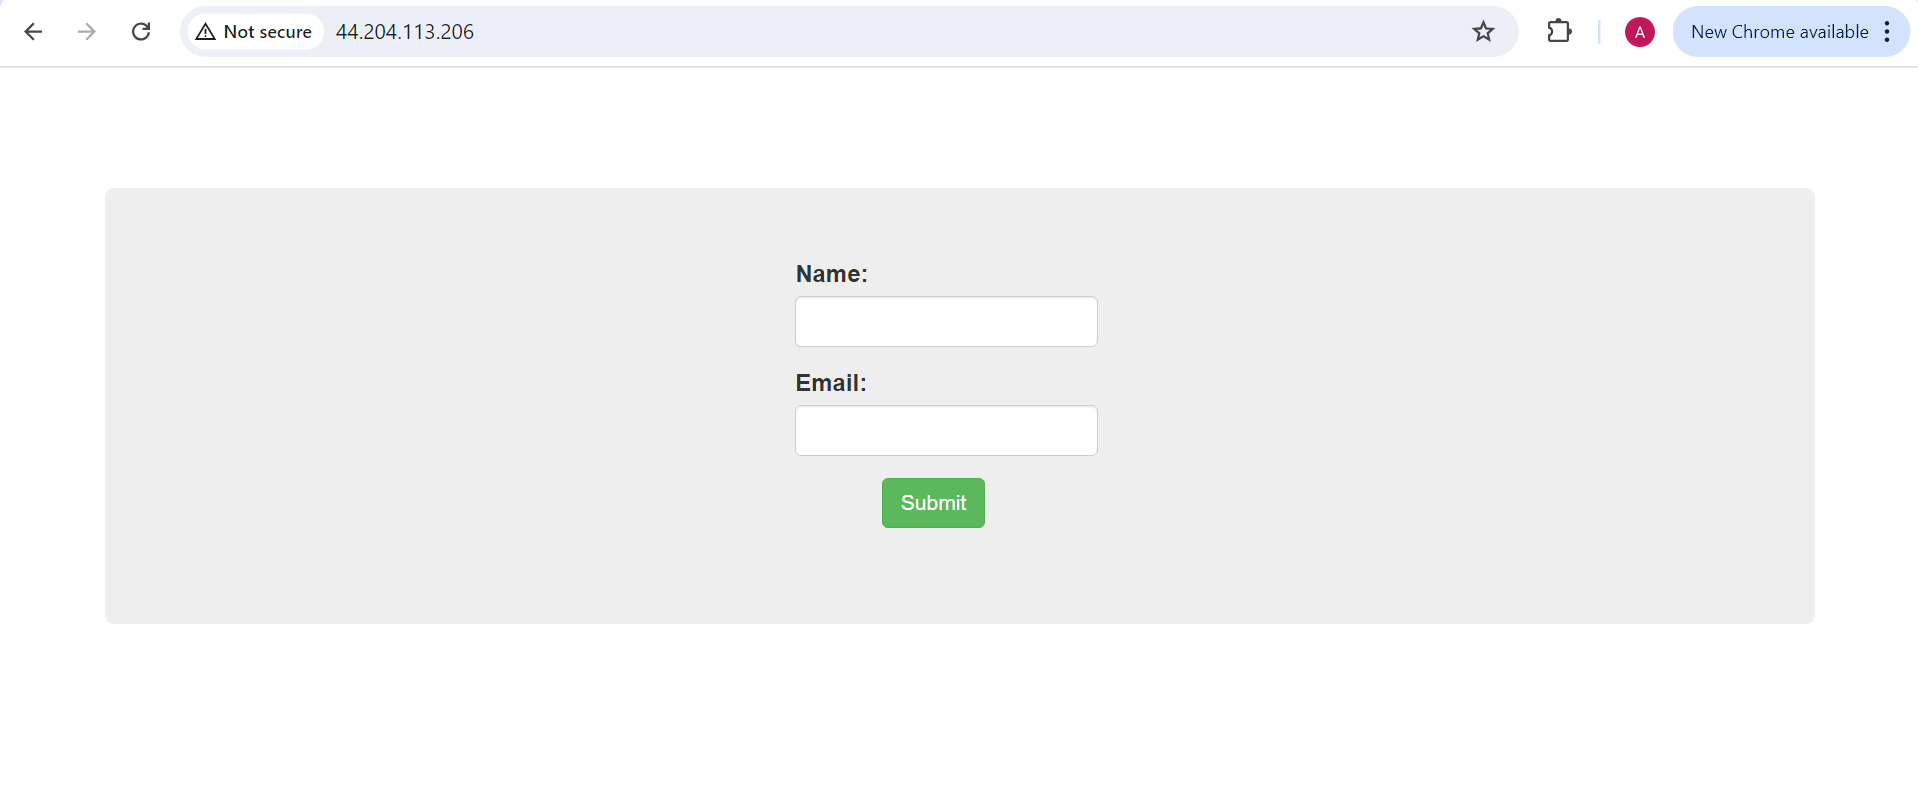 Not secure 44.204.113.206 A New Chrome available
Name:
Email:
Submit